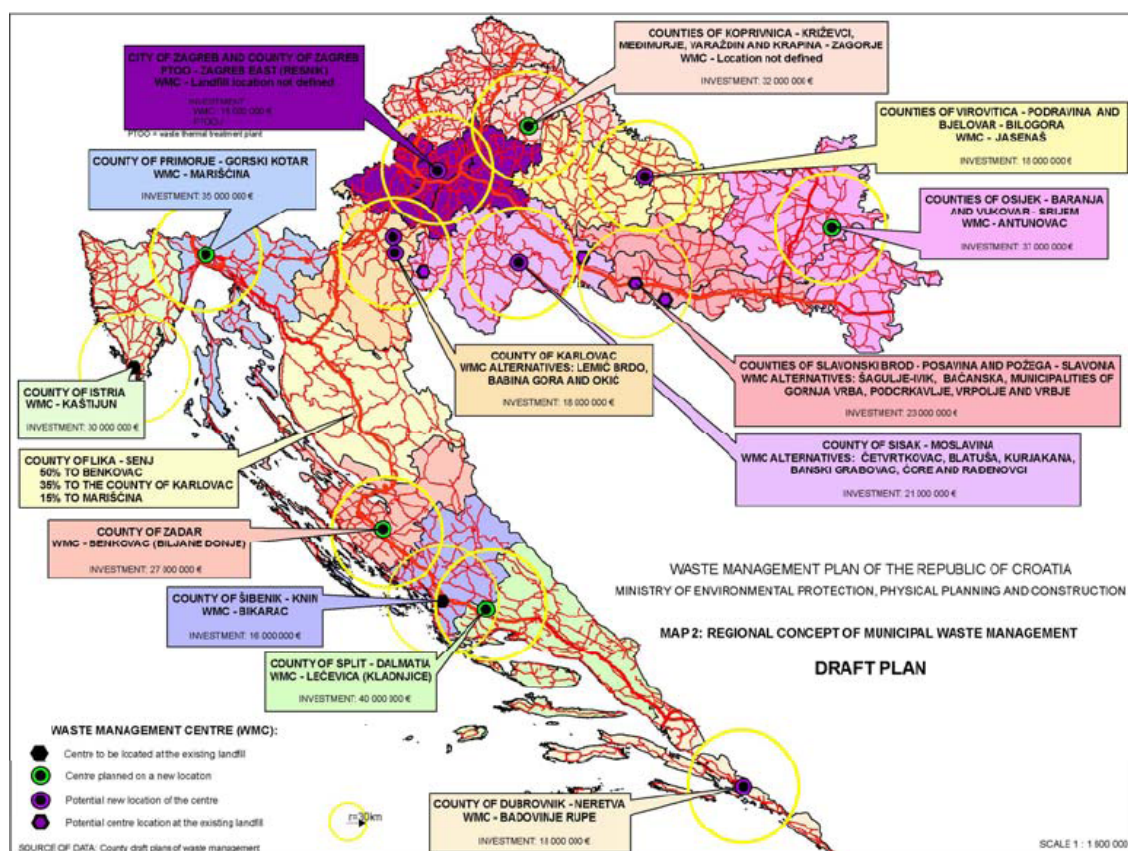 CITY OF ZAGREB AND COUNTY OF ZAGREB
PTOO - ZAGREB EAST (RESNIK)
WMC - Landfill location not defined
INVESTMENT
WMC:
PTOO:
PTOO = waste thermal treatment plant
COUNTIES OF KOPRIVNICA - KRIŽEVCI,
MEĐIMURJE, VARAŽDIN AND KRAPINA - ZAGORJE
WMC - Location not defined
INVESTMENT: 32 000 000 €
COUNTIES OF VIROVITICA - PODRAVINA AND
BJELOVAR - BILOGORA
WMC - JASENAŠ
INVESTMENT: 18 000 000 €
COUNTY OF PRIMORJE - GORSKI KOTAR
WMC - MARIŠĆINA
INVESTMENT: 35 000 000 €
COUNTIES OF OSIJEK - BARANJA
AND VUKOVAR - SRIJEM
WMC - ANTUNOVAC
INVESTMENT: 000 000 €
COUNTY OF KARLOVAC
WMC ALTERNATIVES: LEMIĆ BRDO,
BABINA GORA AND OKIĆ
INVESTMENT: 18 000 000 €
COUNTIES OF SLAVONSKI BROD - POSAVINA AND POŽEGA - SLAVONIA
WMC ALTERNATIVES: ŠAGULJE-IVIK, BAČANSKA, MUNICIPALITIES OF
GORNJA VRBA, PODCRKAVLJE, VRPOLJE AND VRBJE
INVESTMENT: 23 000 000 €
COUNTY OF ISTRIA
WMC - KAŠTIJUN
INVESTMENT: 30 000 000 €
COUNTY OF SISAK - MOSLAVINA
WMC ALTERNATIVES: ČETVRTKOVAC, BLATUŠA, KURJAKANA,
BANSKI GRABOVAC, ĆORE AND RAĐENOVCI
INVESTMENT: 21 000 000 €
COUNTY OF LIKA - SENJ
50% TO BENKOVAC
35% TO THE COUNTY OF KARLOVAC
15% TO MARIŠĆINA
COUNTY OF ZADAR
WMC - BENKOVAC (BILJANE DONJE)
INVESTMENT: 27 000 000 €
COUNTY OF ŠIBENIK - KNIN
WMC - BIKARAC
INVESTMENT: 16 000 000 €
COUNTY OF SPLIT - DALMATIA
WMC - LEĆEVICA (KLADNJICE)
INVESTMENT: 40 000 000 €
WASTE MANAGEMENT PLAN OF THE REPUBLIC OF CROATIA
MINISTRY OF ENVIRONMENTAL PROTECTION, PHYSICAL PLANNING AND CONSTRUCTION
MAP 2: REGIONAL CONCEPT OF MUNICIPAL WASTE MANAGEMENT
DRAFT PLAN
WASTE MANAGEMENT CENTRE (WMC):
Centre to be located at the existing landfill
Centre planned on a new location
Potential new location of the centre
Potential centre location at the existing landfill
r=30km
COUNTY OF DUBROVNIK - NERETVA
WMC - BADOVINJE RUPE
INVESTMENT: 18 000 000 €
SOURCE OF DATA: County draft plans of waste management
SCALE 1 : 1 800 000